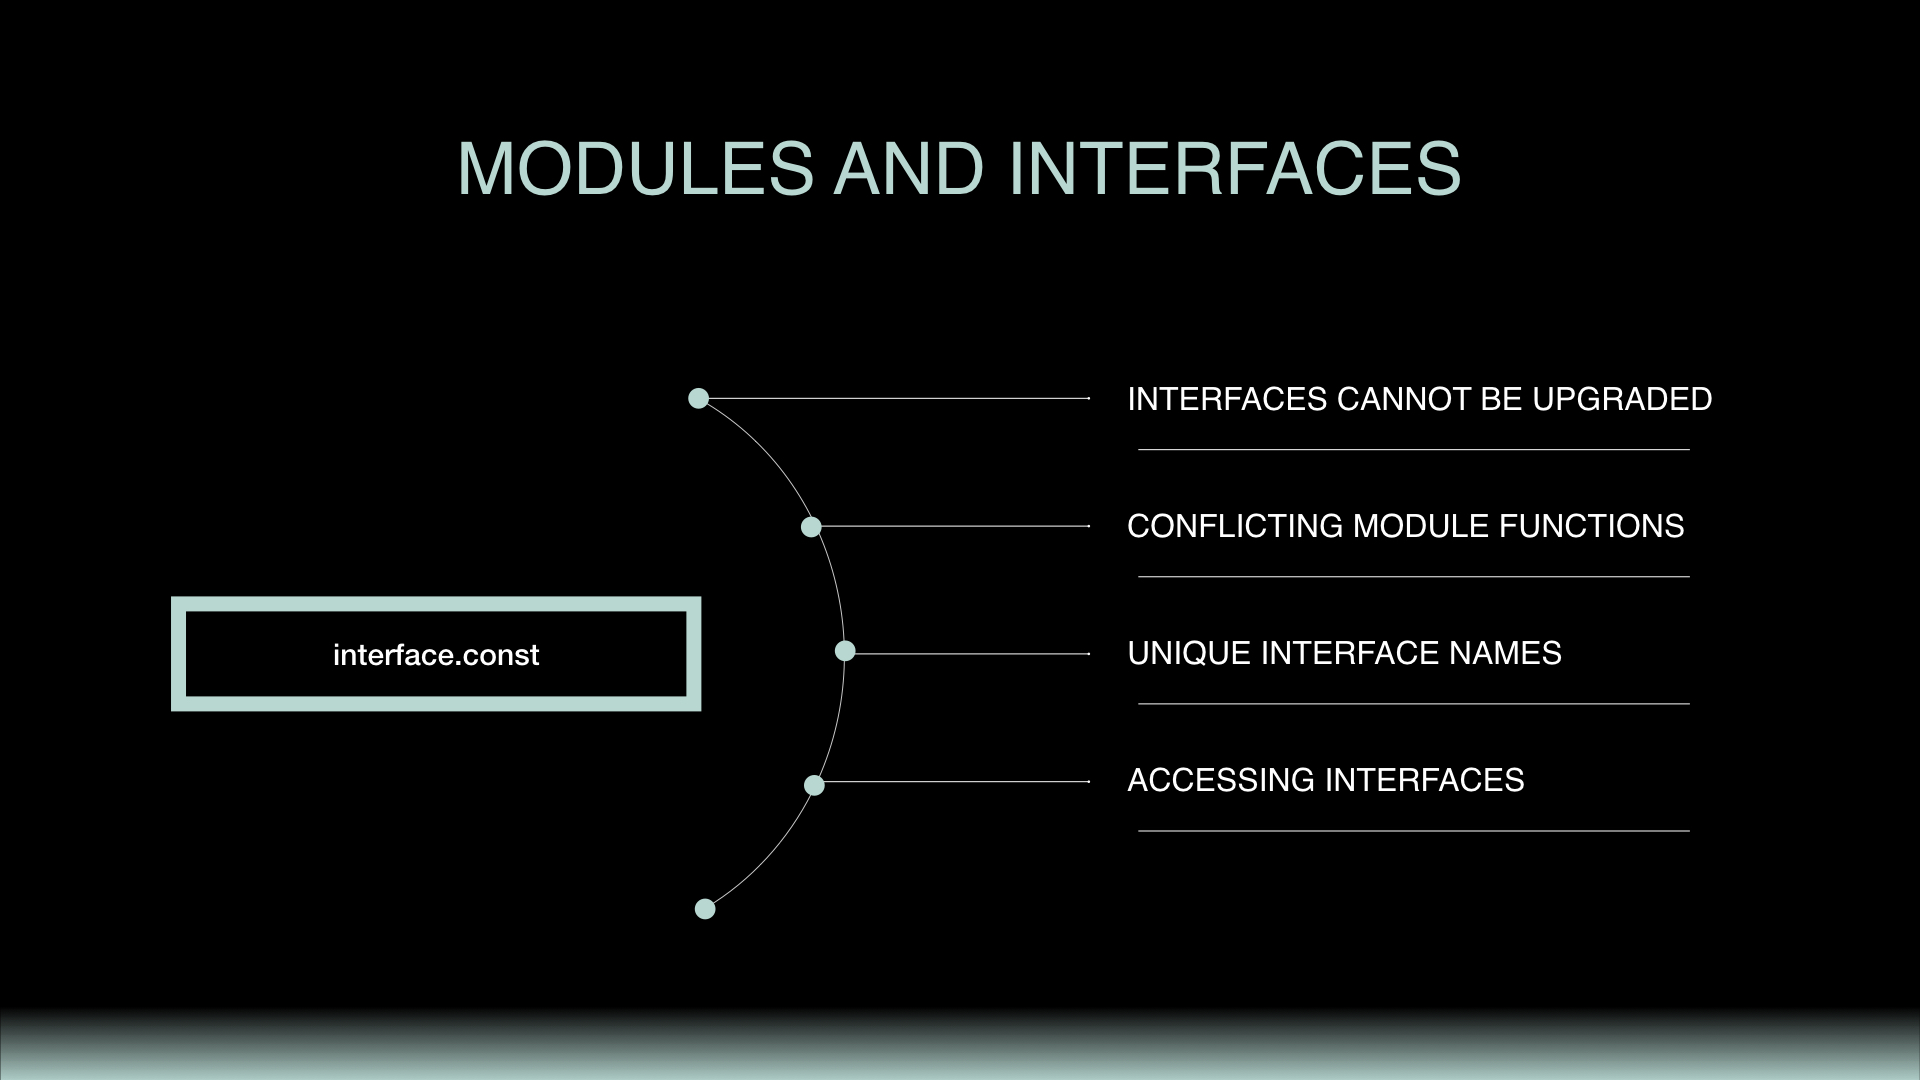 MODULES AND INTERFACES
INTERFACES CANNOT BE UPGRADED
CONFLICTING MODULE FUNCTIONS
interface.const
UNIQUE INTERFACE NAMES
ACCESSING INTERFACES